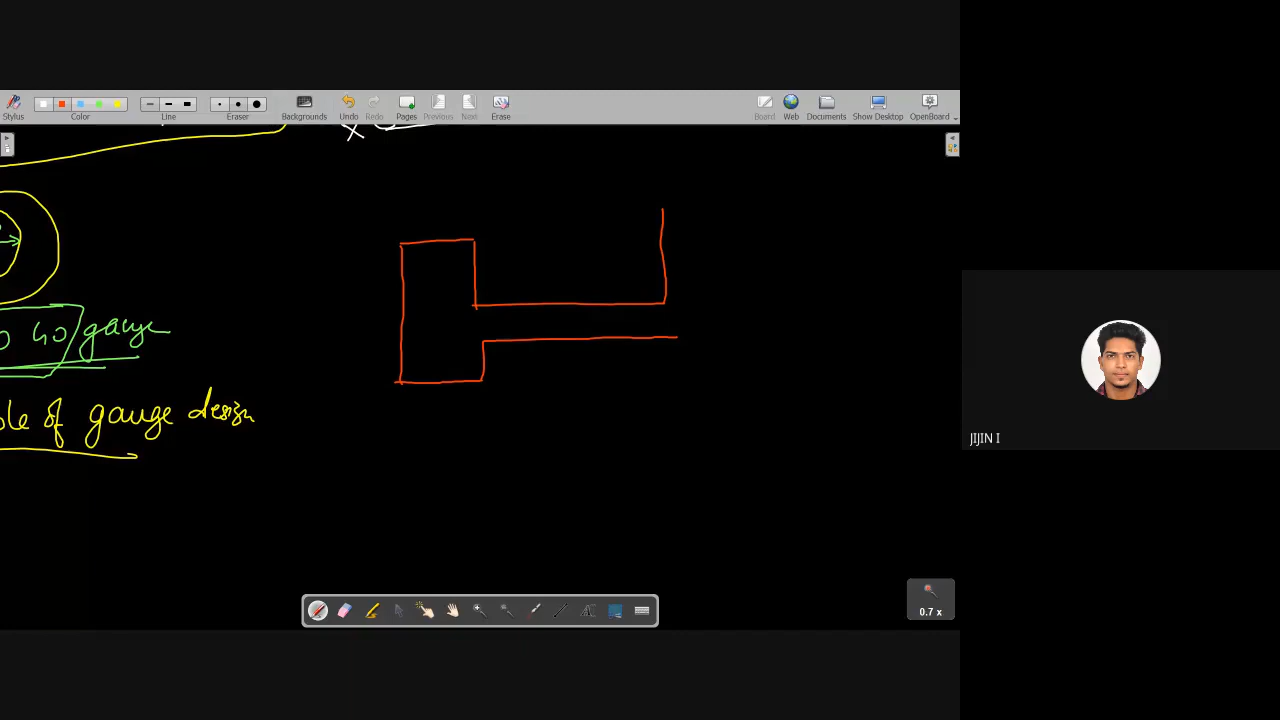 Stylus
Color
Line
Eraser
Backgrounds
Undo
Redo
Pages
Previous
Next
Erase
Board
Web
Documents
Show Desktop
OpenBoard
40 gauge
of gauge design
JIJIN I
0.7 x